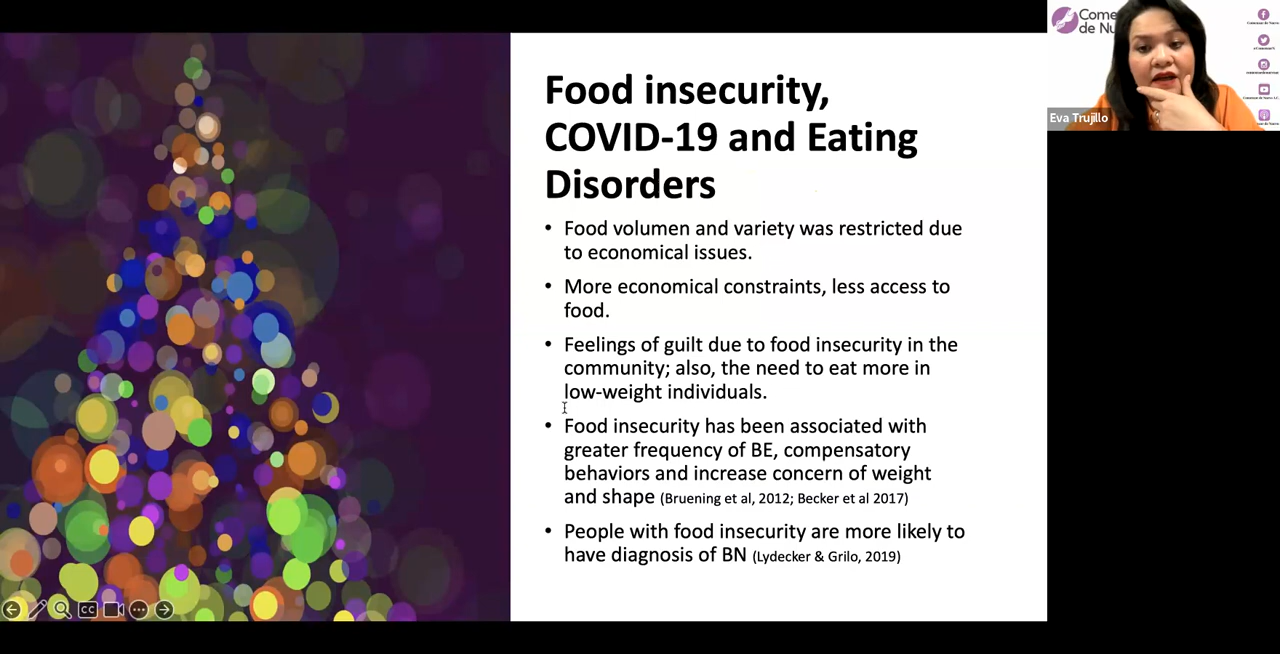 Food insecurity,
COVID-19 and Eating
Disorders
• Food volumen and variety was restricted due
to economical issues.
• More economical constraints, less access to
food.
• Feelings of guilt due to food insecurity in the
community; also, the need to eat more in
low-weight individuals.
• Food insecurity has been associated with
greater frequency of BE, compensatory
behaviors and increase concern of weight
and shape (Bruening et al, 2012; Becker et al 2017)
• People with food insecurity are more likely to
have diagnosis of BN (Lydecker & Grilo, 2019)
CC
Come
de Nu
Eva Trujillo